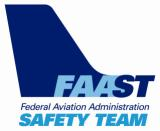 FAAST
Federal Aviation Administration
SAFETY TEAM